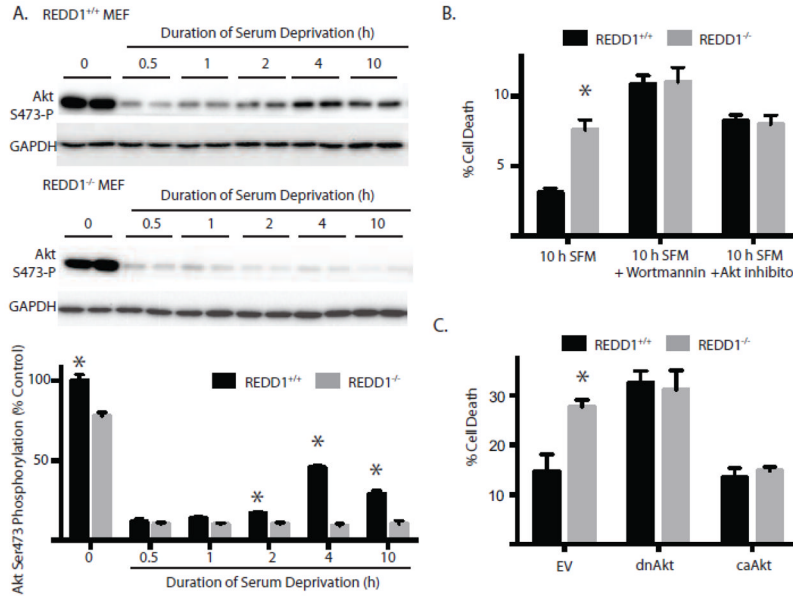 A.
REDD1+/+ MEF
Duration of Serum Deprivation (h)
0 0.5 1 2 4 10
Akt
S473-P
GAPDH
REDD1-/- MEF
Duration of Serum Deprivation (h)
0 0.5 1 2 4 10
Akt
S473-P
GAPDH
Akt Ser473 Phosphorylation (% Control)
100
50
*
REDD1+/+ REDD1-/-
* * *
0 0.5 1 2 4 10
Duration of Serum Deprivation (h)
B.
REDD1+/+ REDD1-/-
% Cell Death
10
5
*
10 h SFM 10 h SFM 10 h SFM
+ Wortmannin +Akt inhibito
C.
REDD1+/+ REDD1-/-
% Cell Death
30
20
10
*
EV dnAkt caAkt